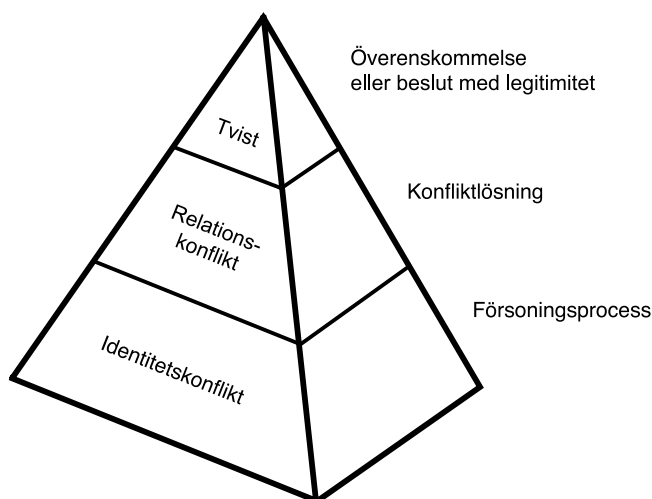 Överenskommelse
eller beslut med legitimitet
Tvist
Konfliktlösning
Relations-
konflikt
Försoningsprocess
Identitetskonflikt